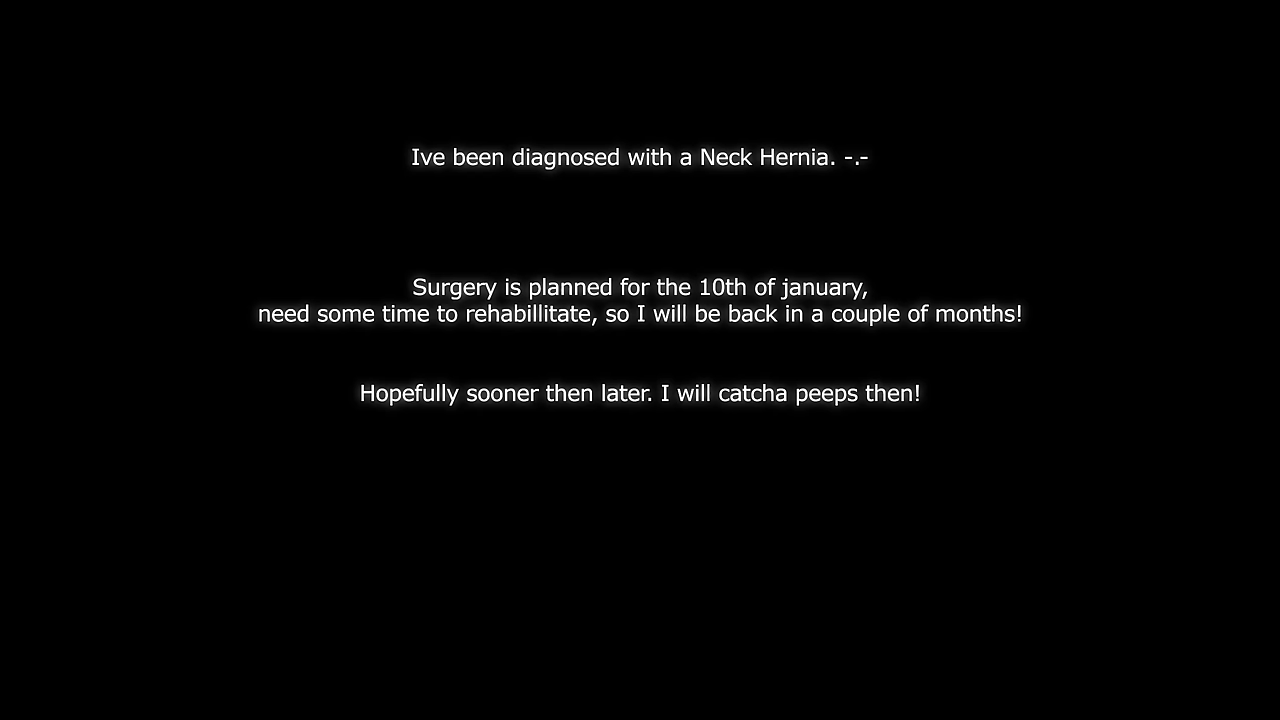 Ive been diagnosed with a Neck Hernia. -.-
Surgery is planned for the 10th of january,
need some time to rehabillitate, so I will be back in a couple of months!
Hopefully sooner then later. I will catcha peeps then!